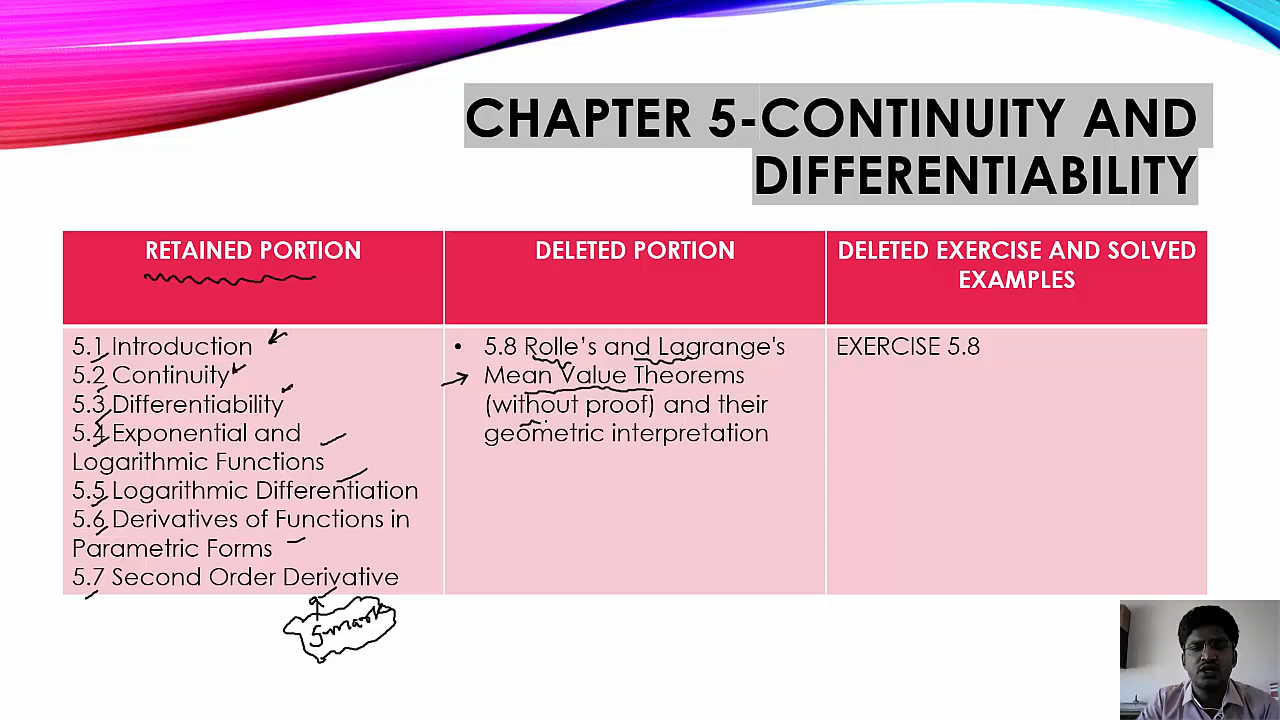 CHAPTER 5-CONTINUITY AND
DIFFERENTIABILITY
RETAINED PORTION
DELETED PORTION
DELETED EXERCISE AND SOLVED
EXAMPLES
5.1 Introduction
5.2 Continuity
5.3 Differentiability
5.4 Exponential and
Logarithmic Functions
5.5 Logarithmic Differentiation
5.6 Derivatives of Functions in
Parametric Forms
5.7 Second Order Derivative
• 5.8 Rolle's and Lagrange's
Mean Value Theorems
(without proof) and their
geometric interpretation
EXERCISE 5.8
5-mark